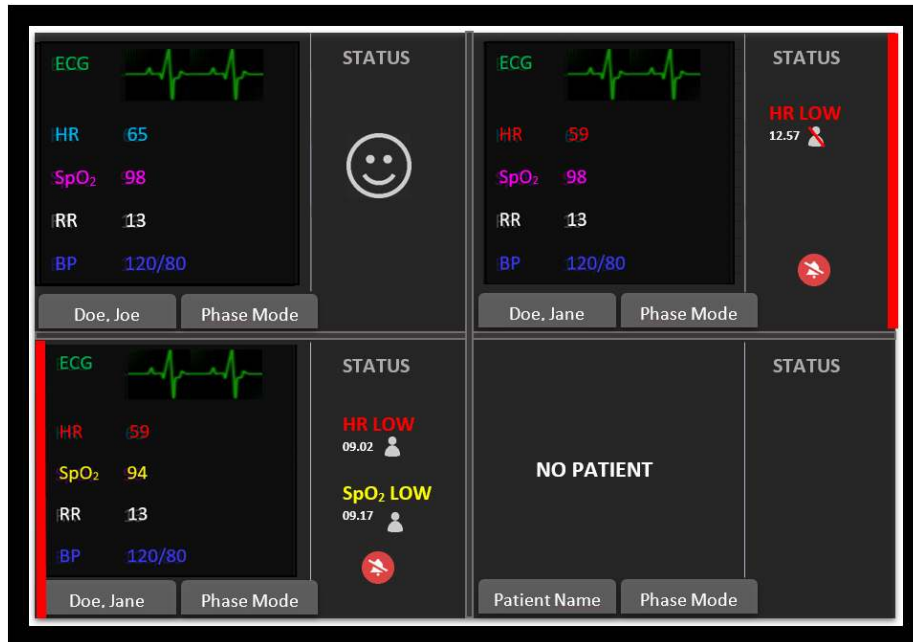 ECG
HR 65
SpO₂ 98
RR 13
BP 120/80
STATUS
Doe, Joe
Phase Mode
ECG
HR 59
SpO₂ 98
RR 13
BP 120/80
STATUS
HR LOW
12.57
Doe, Jane
Phase Mode
ECG
HR 59
SpO₂ 94
RR 13
BP 120/80
STATUS
HR LOW
09.02
SpO₂ LOW
09.17
Doe, Jane
Phase Mode
NO PATIENT
STATUS
Patient Name
Phase Mode